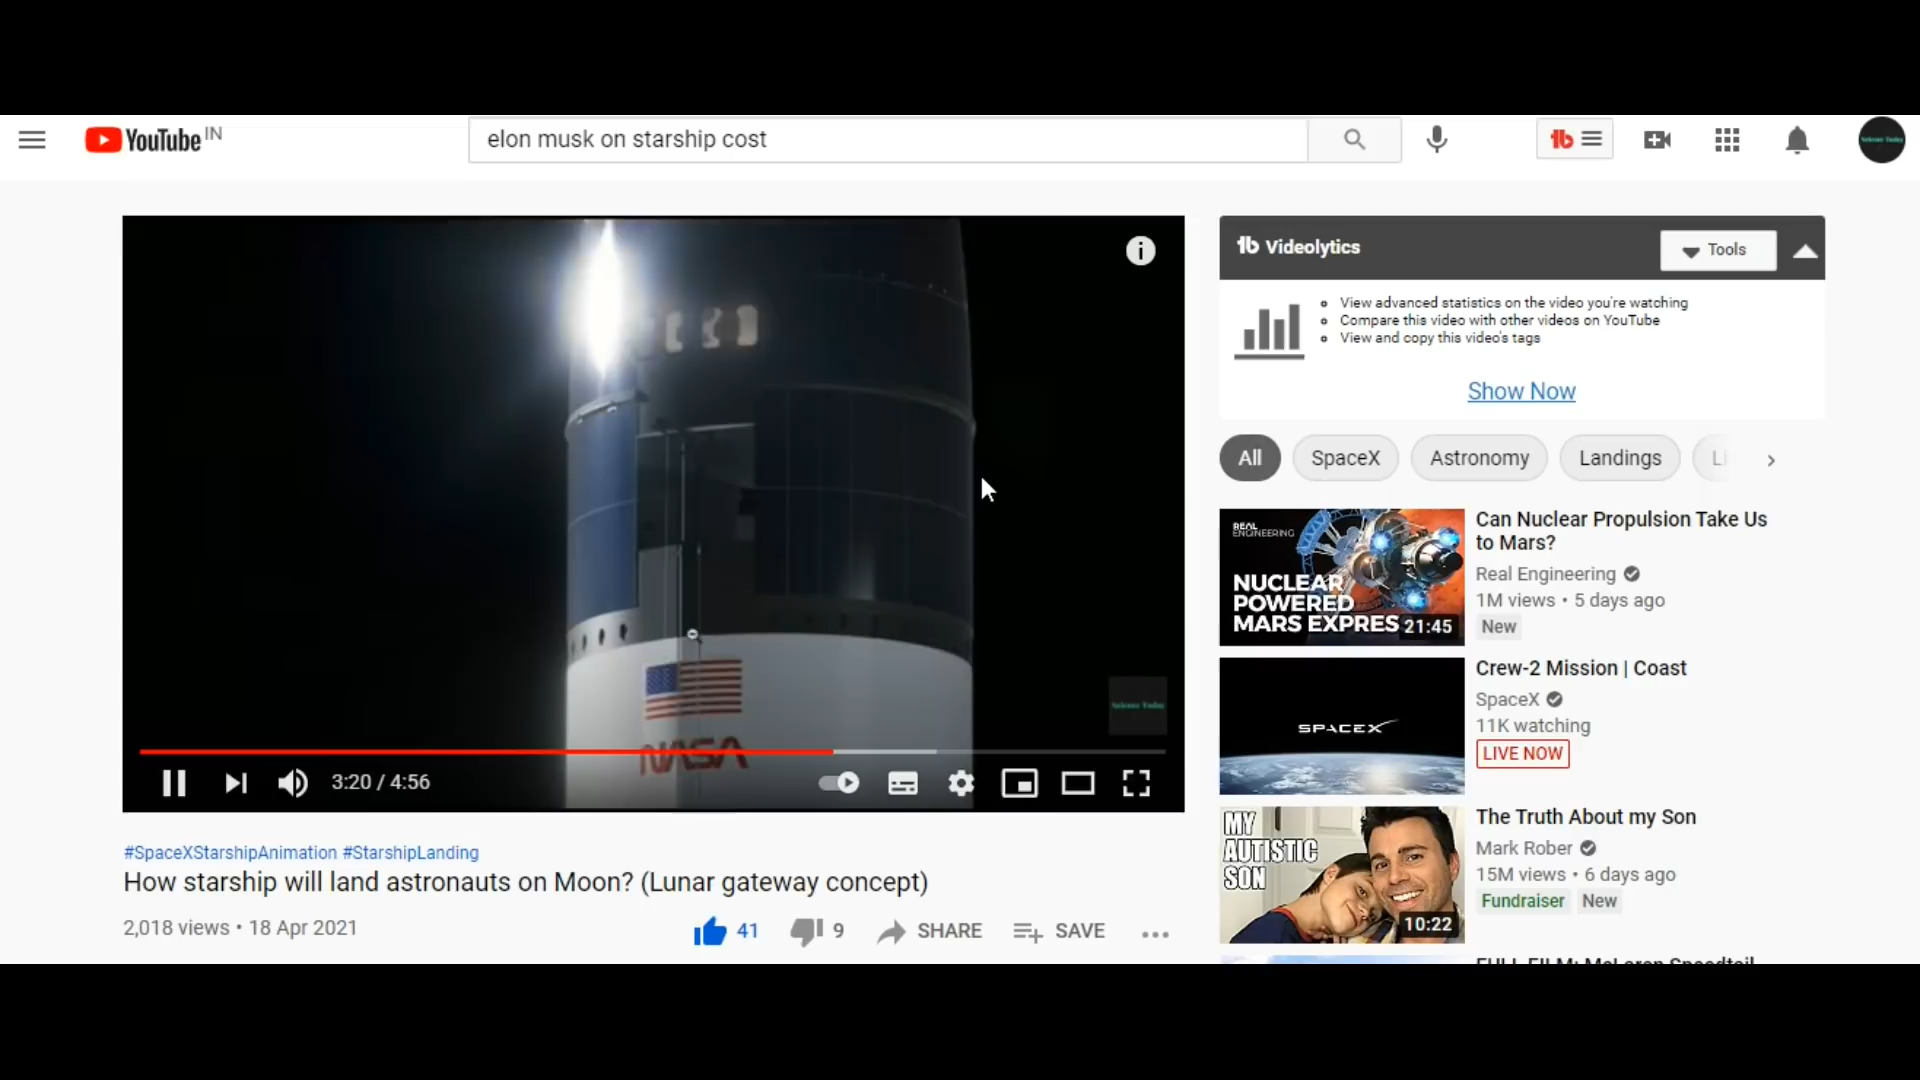 YouTube IN
elon musk on starship cost
Science Today
tb Videolytics
Tools
View advanced statistics on the video you're watching
Compare this video with other videos on YouTube
View and copy this video's tags
Show Now
All
SpaceX
Astronomy
Landings
NASA
Science Today
3:20 / 4:56
#SpaceXStarshipAnimation #StarshipLanding
How starship will land astronauts on Moon? (Lunar gateway concept)
2,018 views • 18 Apr 2021
41
9
SHARE
SAVE
REAL
ENGINEERING
NUCLEAR
POWERED
MARS EXPRES
21:45
Can Nuclear Propulsion Take Us
to Mars?
Real Engineering
1M views • 5 days ago
New
SPACEX
Crew-2 Mission | Coast
SpaceX
11K watching
LIVE NOW
MY
AUTISTIC
SON
10:22
The Truth About my Son
Mark Rober
15M views • 6 days ago
Fundraiser
New